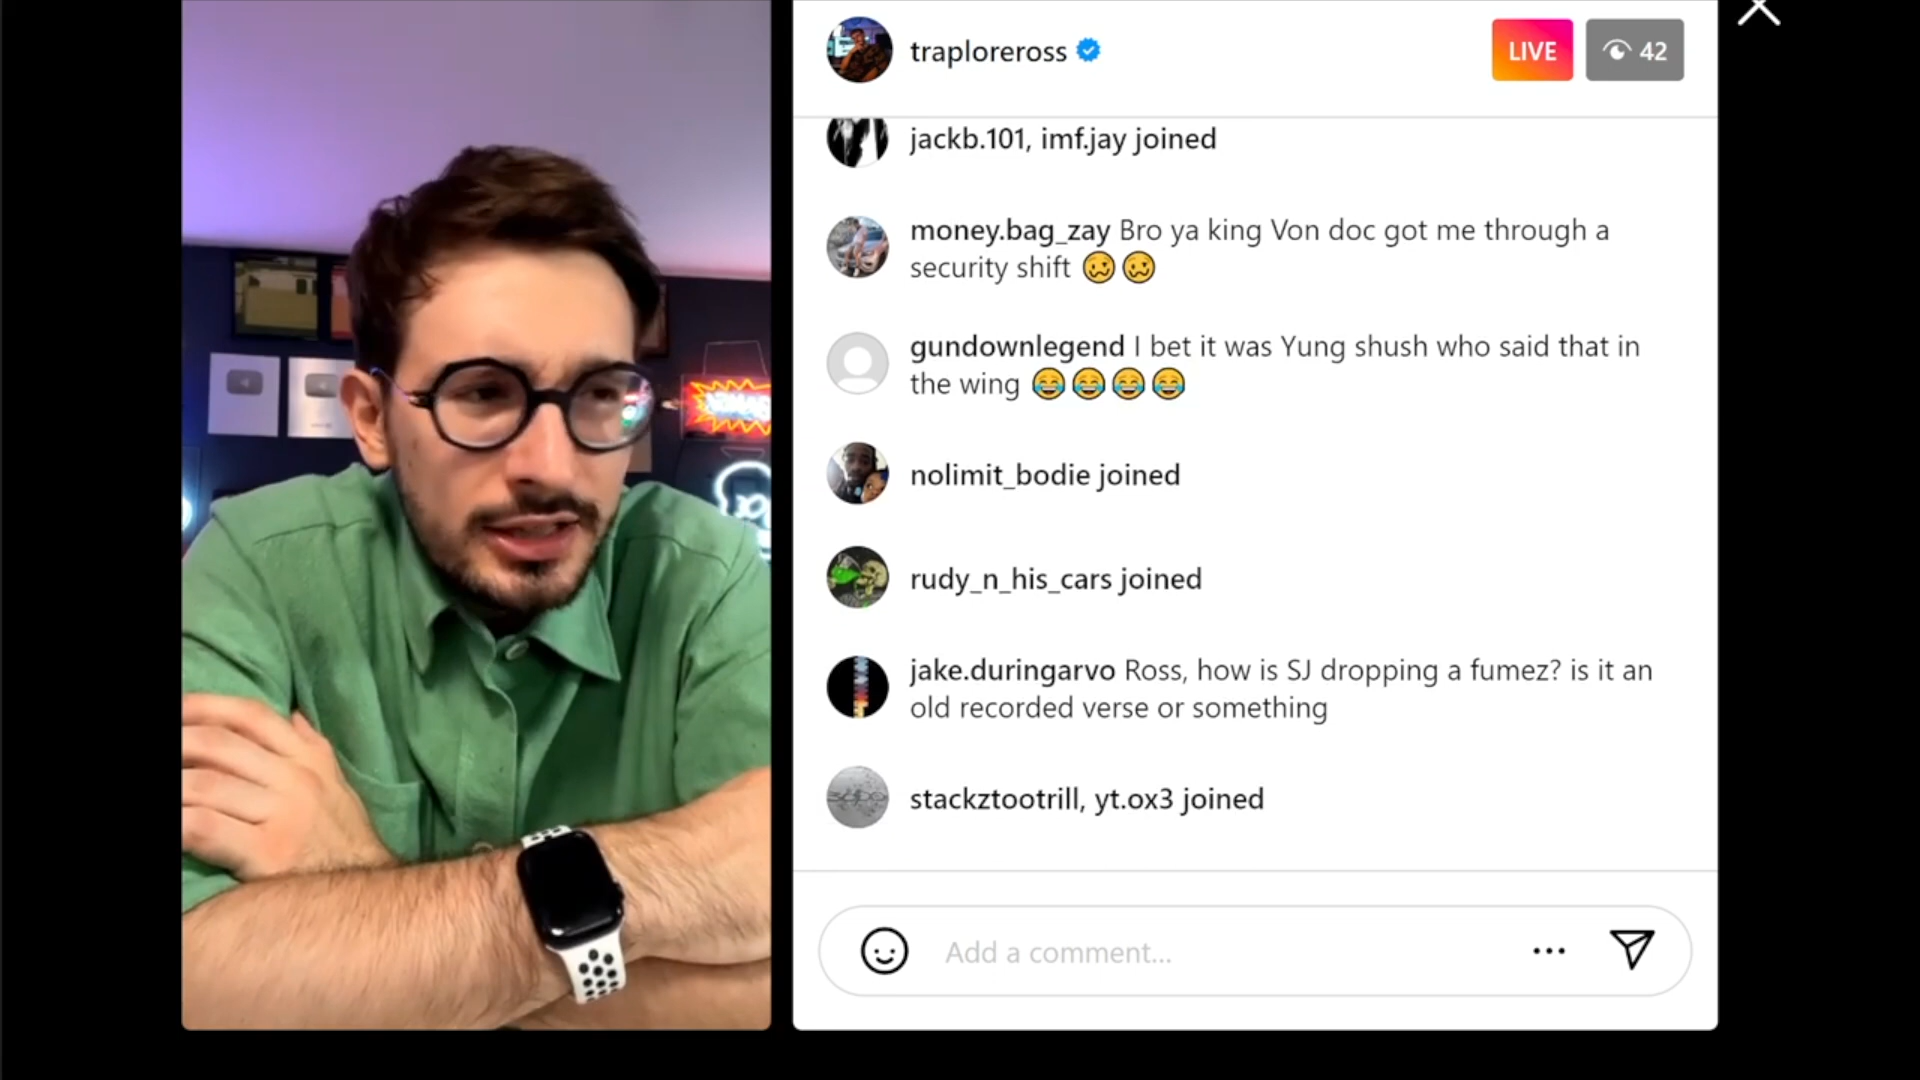 traploreross
LIVE
42
jackb.101, imf.jay joined
money.bag_zay Bro ya king Von doc got me through a
security shift 🥴🥴
gundownlegend I bet it was Yung shush who said that in
the wing 😂😂😂😂
nolimit_bodie joined
rudy_n_his_cars joined
jake.duringarvo Ross, how is SJ dropping a fumez? is it an
old recorded verse or something
stackztootrill, yt.ox3 joined
Add a comment...